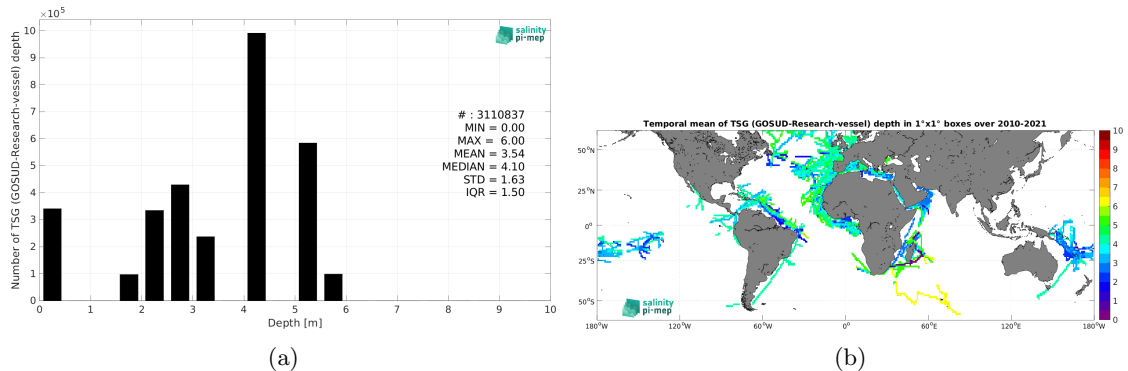 ×10⁵
10
9
8
7
6
5
4
3
2
1
0
Number of TSG (GOSUD-Research-vessel) depth
salinity
pi-mep
# : 3110837
MIN = 0.00
MAX = 6.00
MEAN = 3.54
MEDIAN = 4.10
STD = 1.63
IQR = 1.50
0 1 2 3 4 5 6 7 8 9 10
Depth [m]
(a)
Temporal mean of TSG (GOSUD-Research-vessel) depth in 1°x1° boxes over 2010-2021
50°N
25°N
0°
25°S
50°S
salinity
pi-mep
180°W 120°W 60°W 0° 60°E 120°E 180°W
10
9
8
7
6
5
4
3
2
1
0
(b)